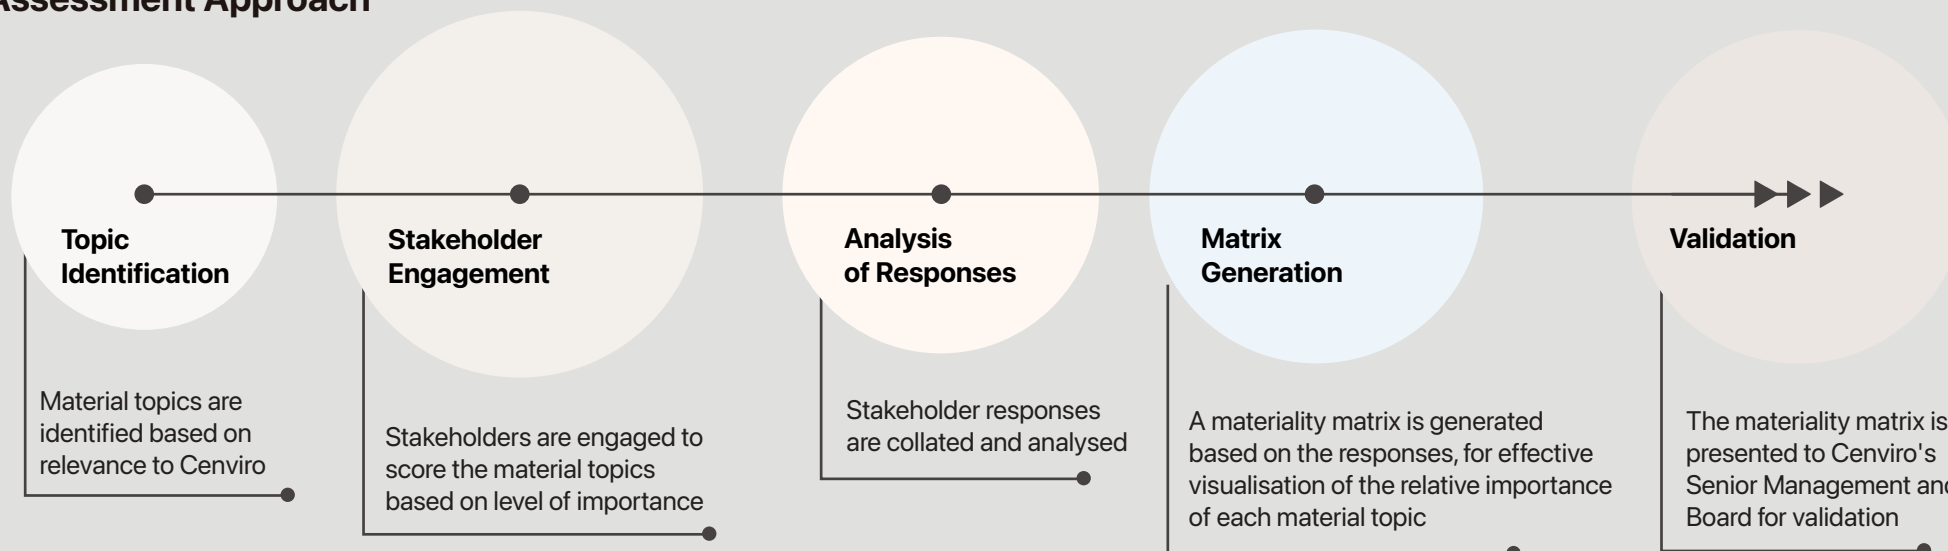 Assessment Approach
Topic
Identification
Material topics are
identified based on
relevance to Cenviro
Stakeholder
Engagement
Stakeholders are engaged to
score the material topics
based on level of importance
Analysis
of Responses
Stakeholder responses
are collated and analysed
Matrix
Generation
A materiality matrix is generated
based on the responses, for effective
visualisation of the relative importance
of each material topic
Validation
The materiality matrix is
presented to Cenviro's
Senior Management and
Board for validation